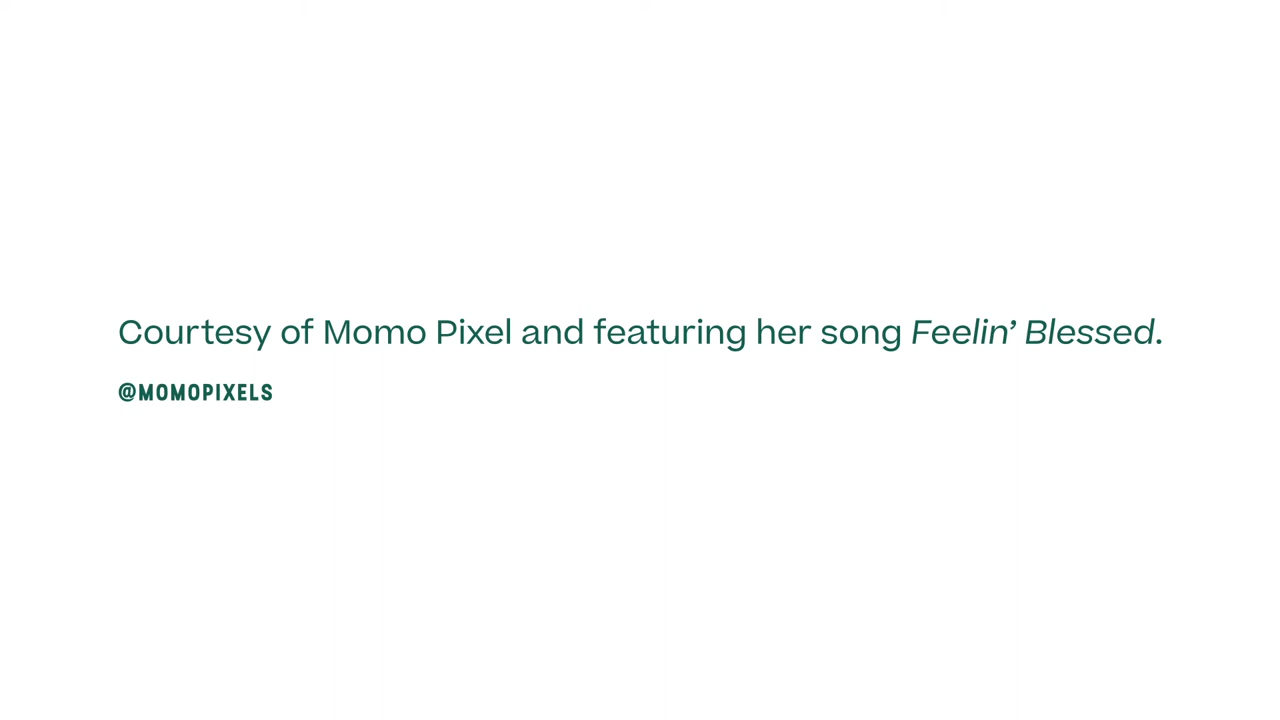 Courtesy of Momo Pixel and featuring her song Feelin’ Blessed.
@MOMOPIXELS